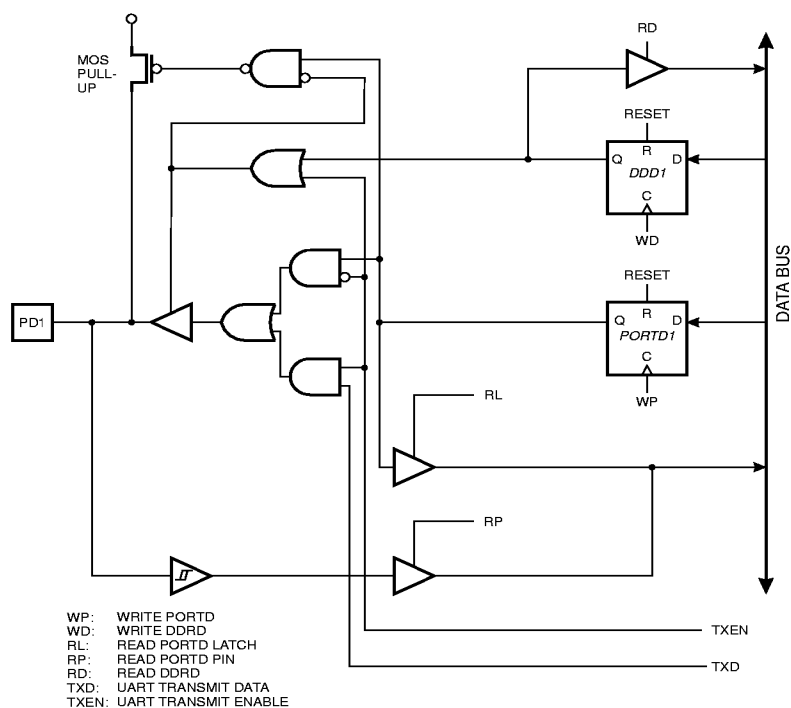 RD
MOS
PULL-
UP
RESET
R
Q
D
DDD1
C
WD
DATA BUS
RESET
R
PD1
Q
D
PORTD1
C
WP
RL
RP
WP: WRITE PORTD
WD: WRITE DDRD
RL: READ PORTD LATCH
RP: READ PORTD PIN
RD: READ DDRD
TXD: UART TRANSMIT DATA
TXEN: UART TRANSMIT ENABLE
TXEN
TXD